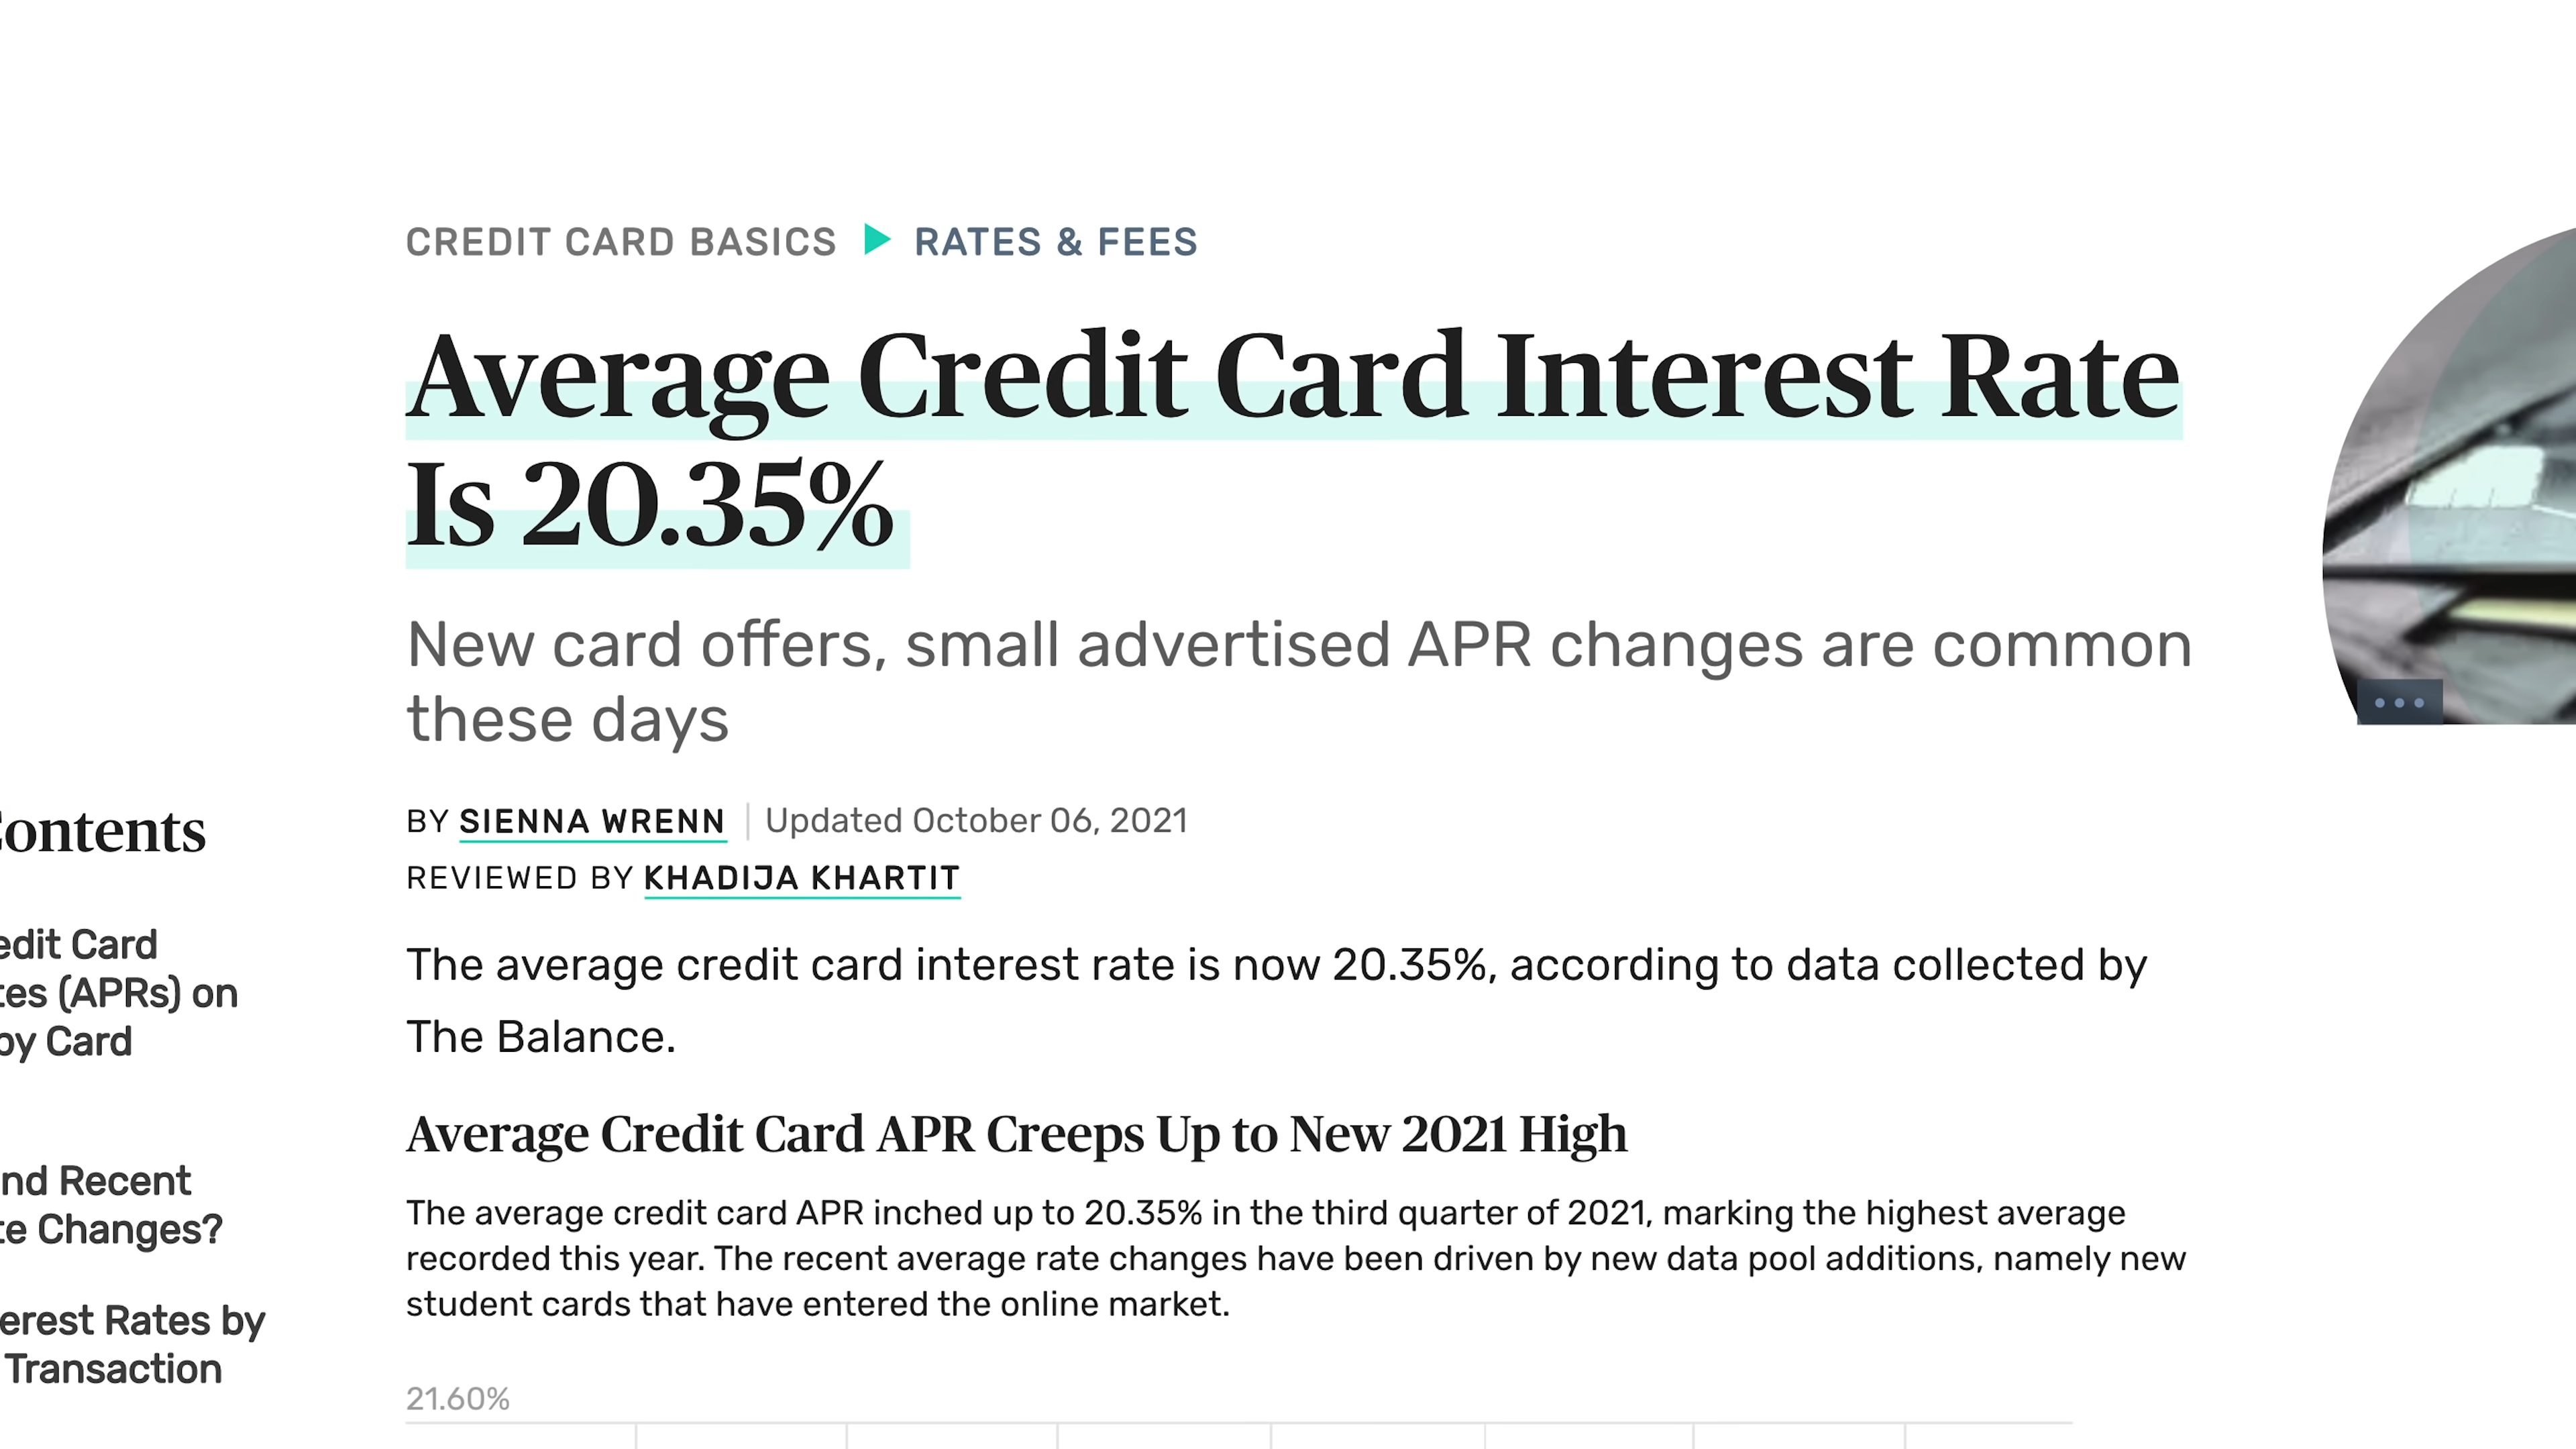 CREDIT CARD BASICS RATES & FEES
Average Credit Card Interest Rate
Is 20.35%
New card offers, small advertised APR changes are common
these days
BY SIENNA WRENN | Updated October 06, 2021
REVIEWED BY KHADIJA KHARTIT
The average credit card interest rate is now 20.35%, according to data collected by
The Balance.
Average Credit Card APR Creeps Up to New 2021 High
The average credit card APR inched up to 20.35% in the third quarter of 2021, marking the highest average
recorded this year. The recent average rate changes have been driven by new data pool additions, namely new
student cards that have entered the online market.
21.60%
ontents
edit Card
tes (APRs) on
by Card
nd Recent
te Changes?
erest Rates by
Transaction